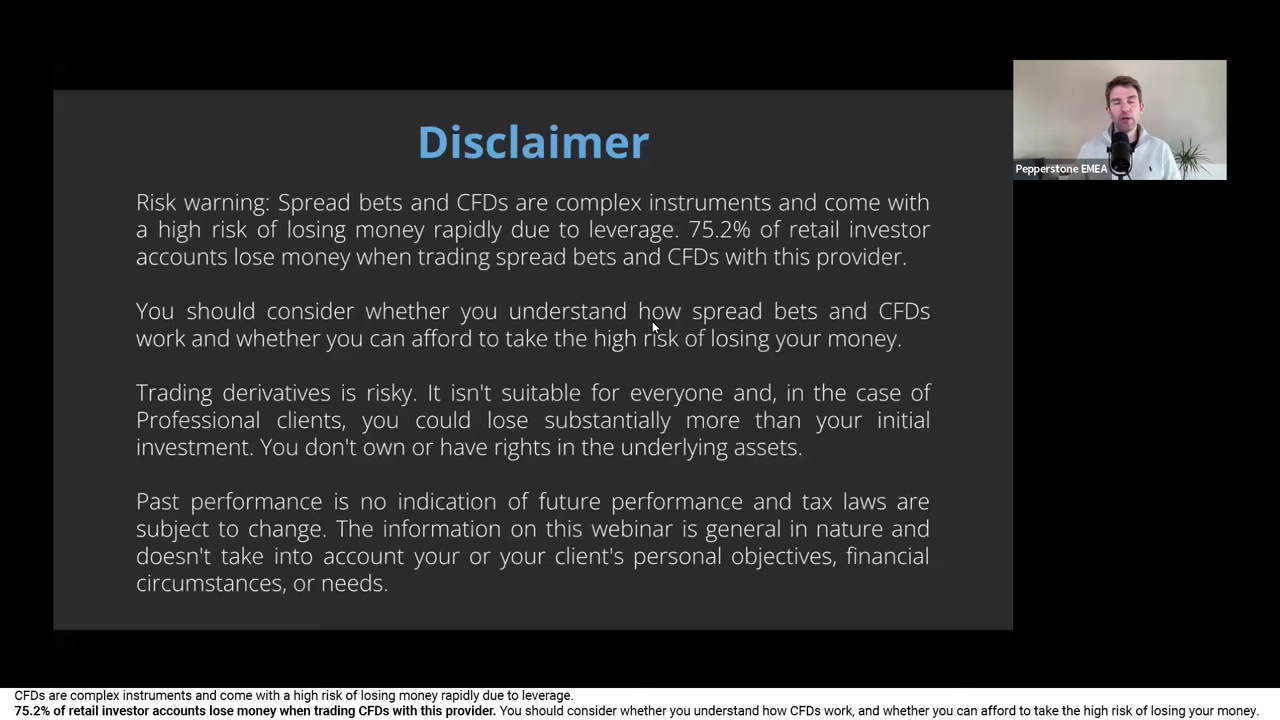 Disclaimer
Risk warning: Spread bets and CFDs are complex instruments and come with
a high risk of losing money rapidly due to leverage. 75.2% of retail investor
accounts lose money when trading spread bets and CFDs with this provider.
You should consider whether you understand how spread bets and CFDs
work and whether you can afford to take the high risk of losing your money.
Trading derivatives is risky. It isn't suitable for everyone and, in the case of
Professional clients, you could lose substantially more than your initial
investment. You don't own or have rights in the underlying assets.
Past performance is no indication of future performance and tax laws are
subject to change. The information on this webinar is general in nature and
doesn't take into account your or your client's personal objectives, financial
circumstances, or needs.
Pepperstone EMEA
CFDs are complex instruments and come with a high risk of losing money rapidly due to leverage.
75.2% of retail investor accounts lose money when trading CFDs with this provider. You should consider whether you understand how CFDs work, and whether you can afford to take the high risk of losing your money.